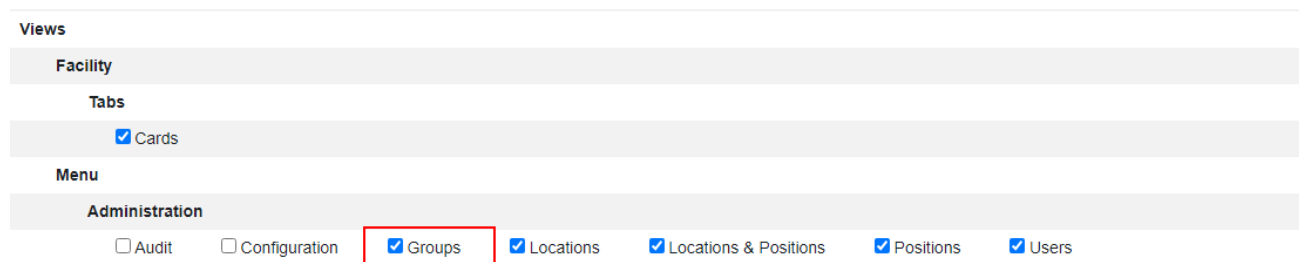 Views
Facility
Tabs
Cards
Menu
Administration
Audit Configuration Groups Locations Locations & Positions Positions Users